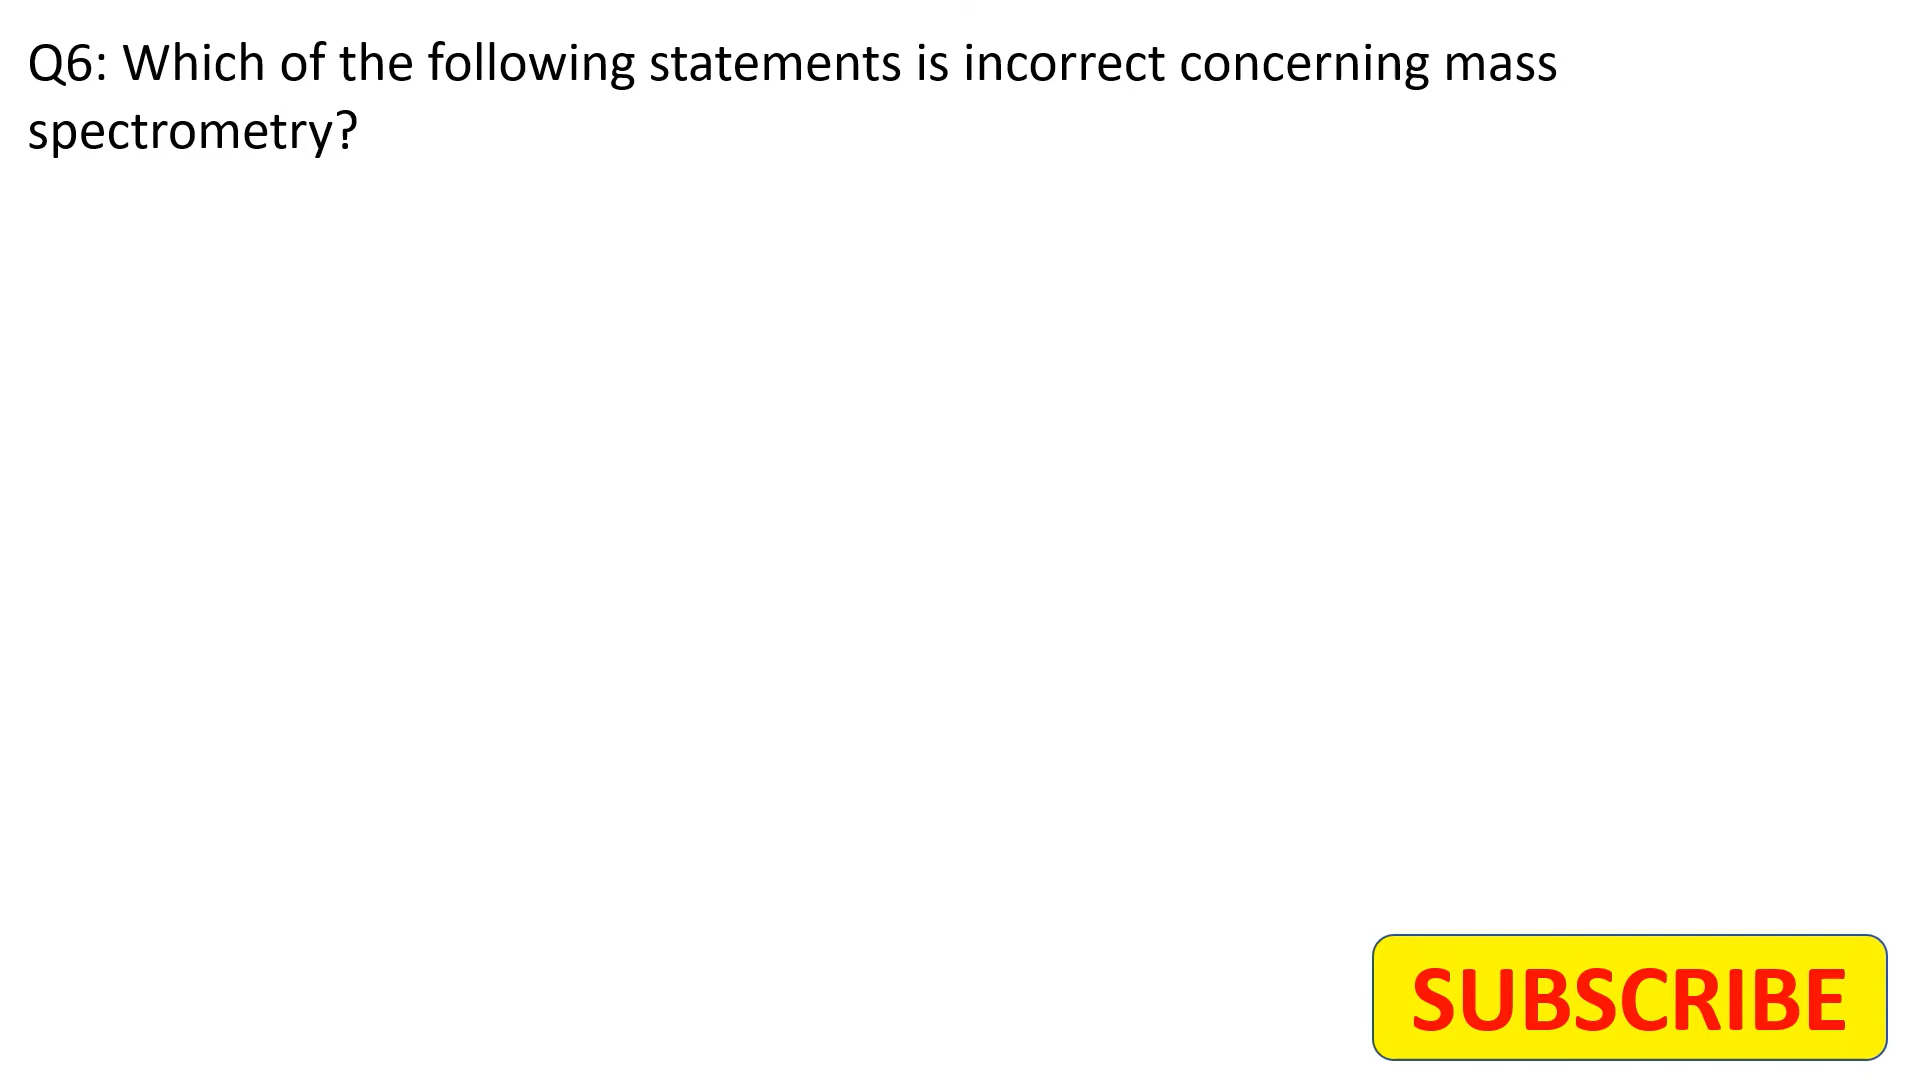 Q6: Which of the following statements is incorrect concerning mass
spectrometry?
SUBSCRIBE